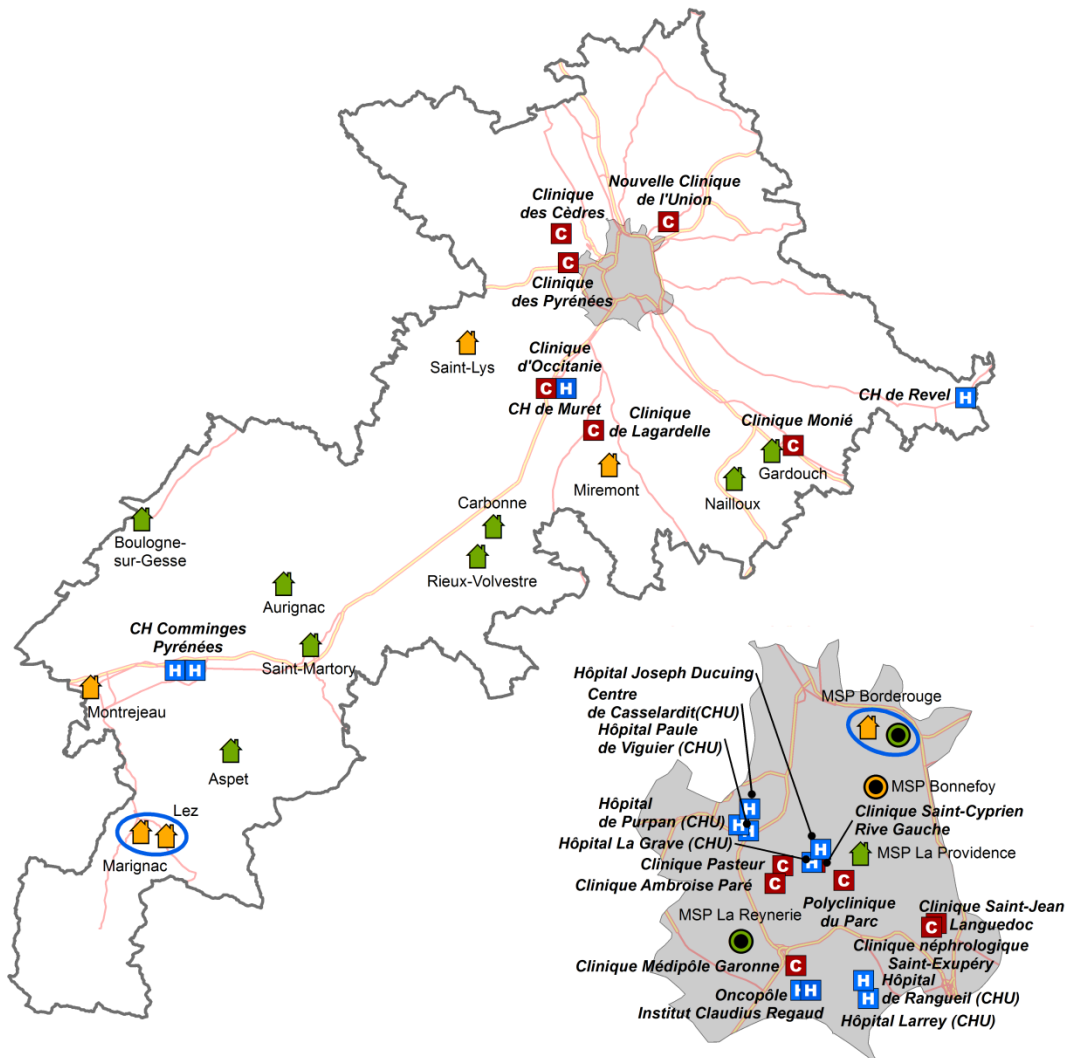 Clinique
des Cèdres
C
Nouvelle Clinique
de l'Union
C
C
Clinique
des Pyrénées
Saint-Lys
Clinique
d'Occitanie
C H
CH de Muret
CH de Revel
H
Clinique
de Lagardelle
C
Clinique Monié
C
Gardouch
Miremont
Nailloux
Carbonne
Rieux-Volvestre
Boulogne-
sur-Gesse
Aurignac
CH Comminges
Pyrénées
H H
Saint-Martory
Montrejeau
Aspet
Lez
Marignac
Hôpital Joseph Ducuing
Centre
de Casselardit(CHU)
Hôpital Paule
de Viguier (CHU)
MSP Borderouge
MSP Bonnefoy
Hôpital
de Purpan (CHU)
H
H H
Clinique Saint-Cyprien
Rive Gauche
Hôpital La Grave (CHU)
H
H
MSP La Providence
Clinique Pasteur
C
Clinique Ambroise Paré
C
C
Polyclinique
du Parc
MSP La Reynerie
Clinique Saint-Jean
Languedoc
C
Clinique néphrologique
Saint-Exupéry
Clinique Médipôle Garonne
C
Oncopôle
Institut Claudius Regaud
H H
H
Hôpital
de Rangueil (CHU)
H
Hôpital Larrey (CHU)